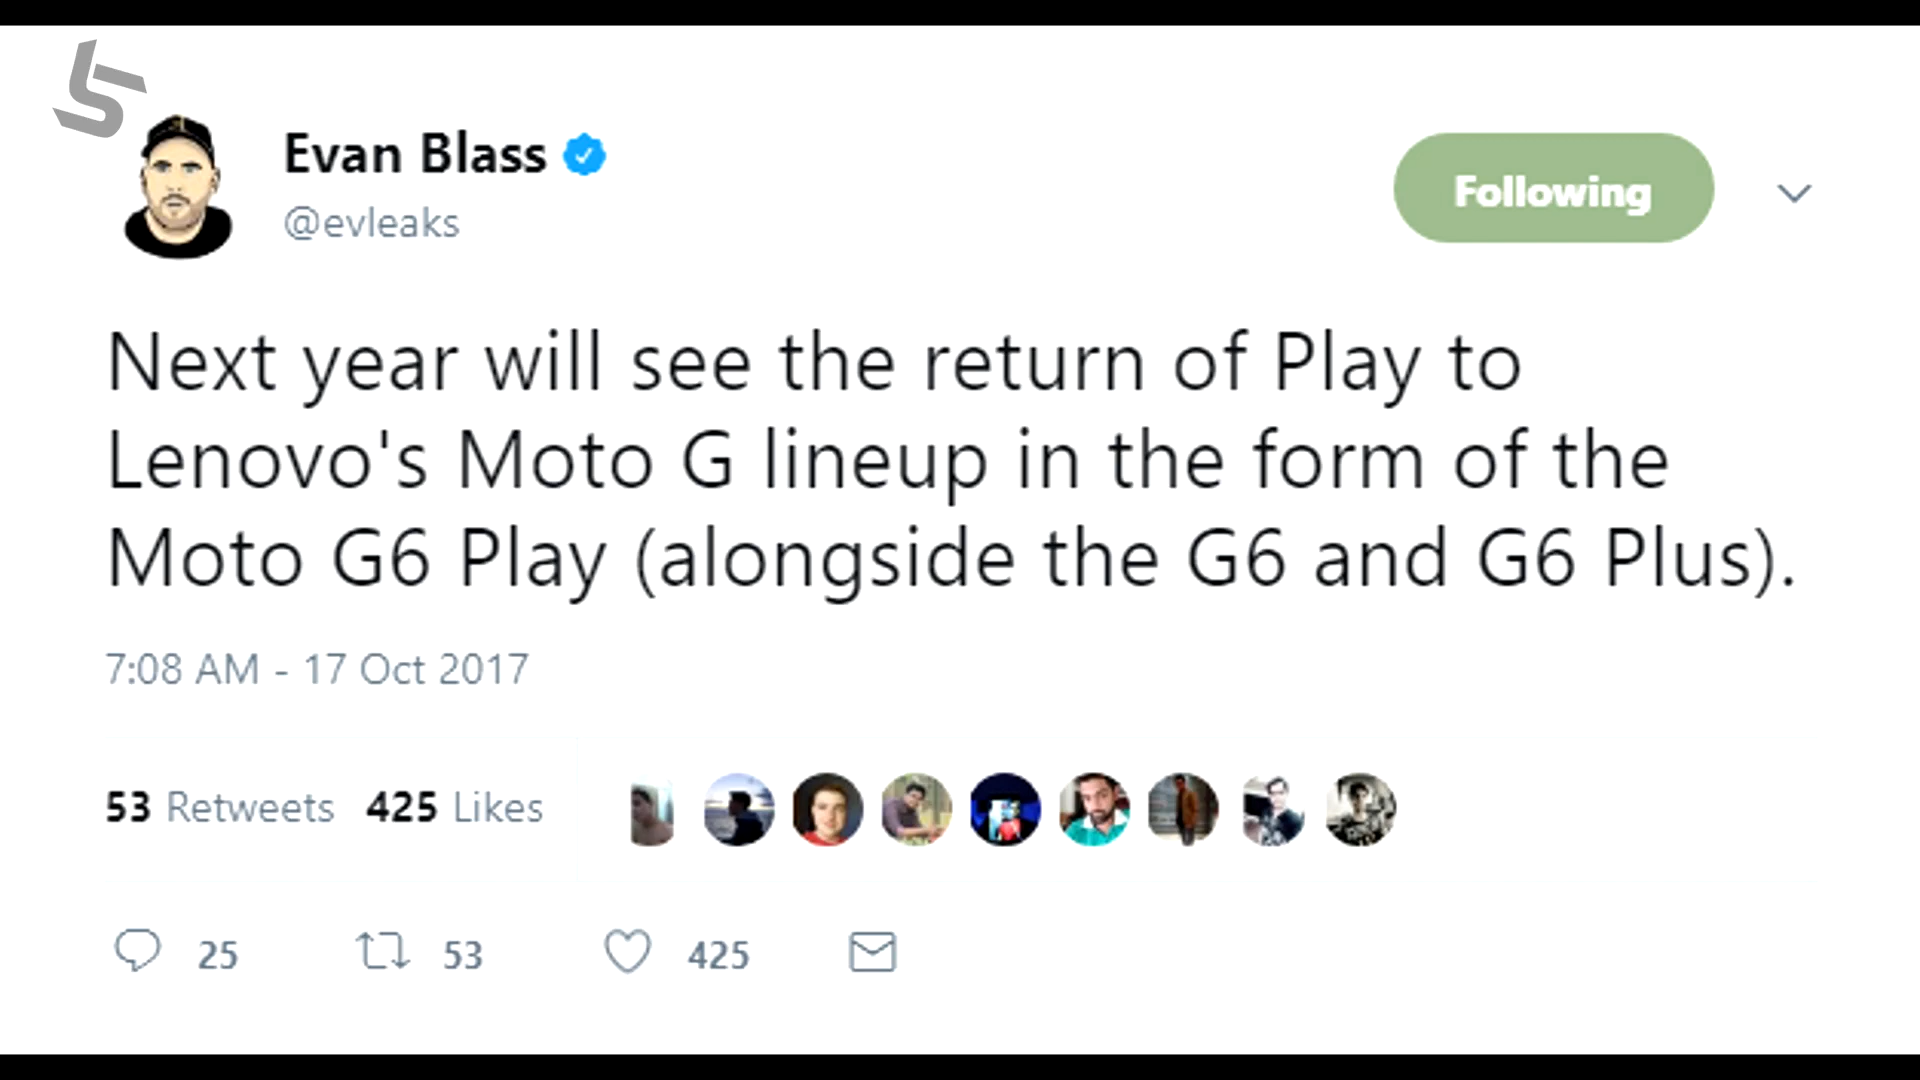 Evan Blass
@evleaks
Following
Next year will see the return of Play to
Lenovo's Moto G lineup in the form of the
Moto G6 Play (alongside the G6 and G6 Plus).
7:08 AM - 17 Oct 2017
53 Retweets 425 Likes
25 53 425